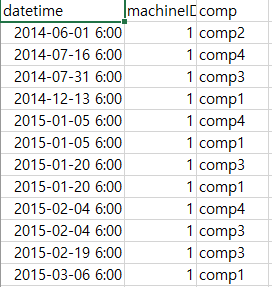 datetime machineID comp
2014-06-01 6:00 1 comp2
2014-07-16 6:00 1 comp4
2014-07-31 6:00 1 comp3
2014-12-13 6:00 1 comp1
2015-01-05 6:00 1 comp4
2015-01-05 6:00 1 comp1
2015-01-20 6:00 1 comp3
2015-01-20 6:00 1 comp1
2015-02-04 6:00 1 comp4
2015-02-04 6:00 1 comp3
2015-02-19 6:00 1 comp3
2015-03-06 6:00 1 comp1